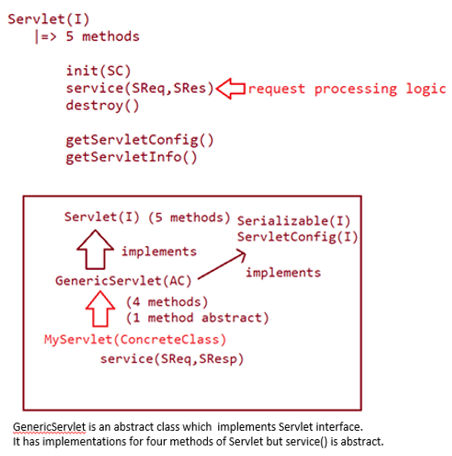 Servlet(I)
|=> 5 methods
init(SC)
service(SReq,SRes) request processing logic
destroy()
getServletConfig()
getServletInfo()
Servlet(I) (5 methods) Serializable(I)
ServletConfig(I)
implements
GenericServlet(AC) implements
(4 methods)
(1 method abstract)
MyServlet(ConcreteClass)
service(SReq,SResp)
GenericServlet is an abstract class which implements Servlet interface.
It has implementations for four methods of Servlet but service() is abstract.